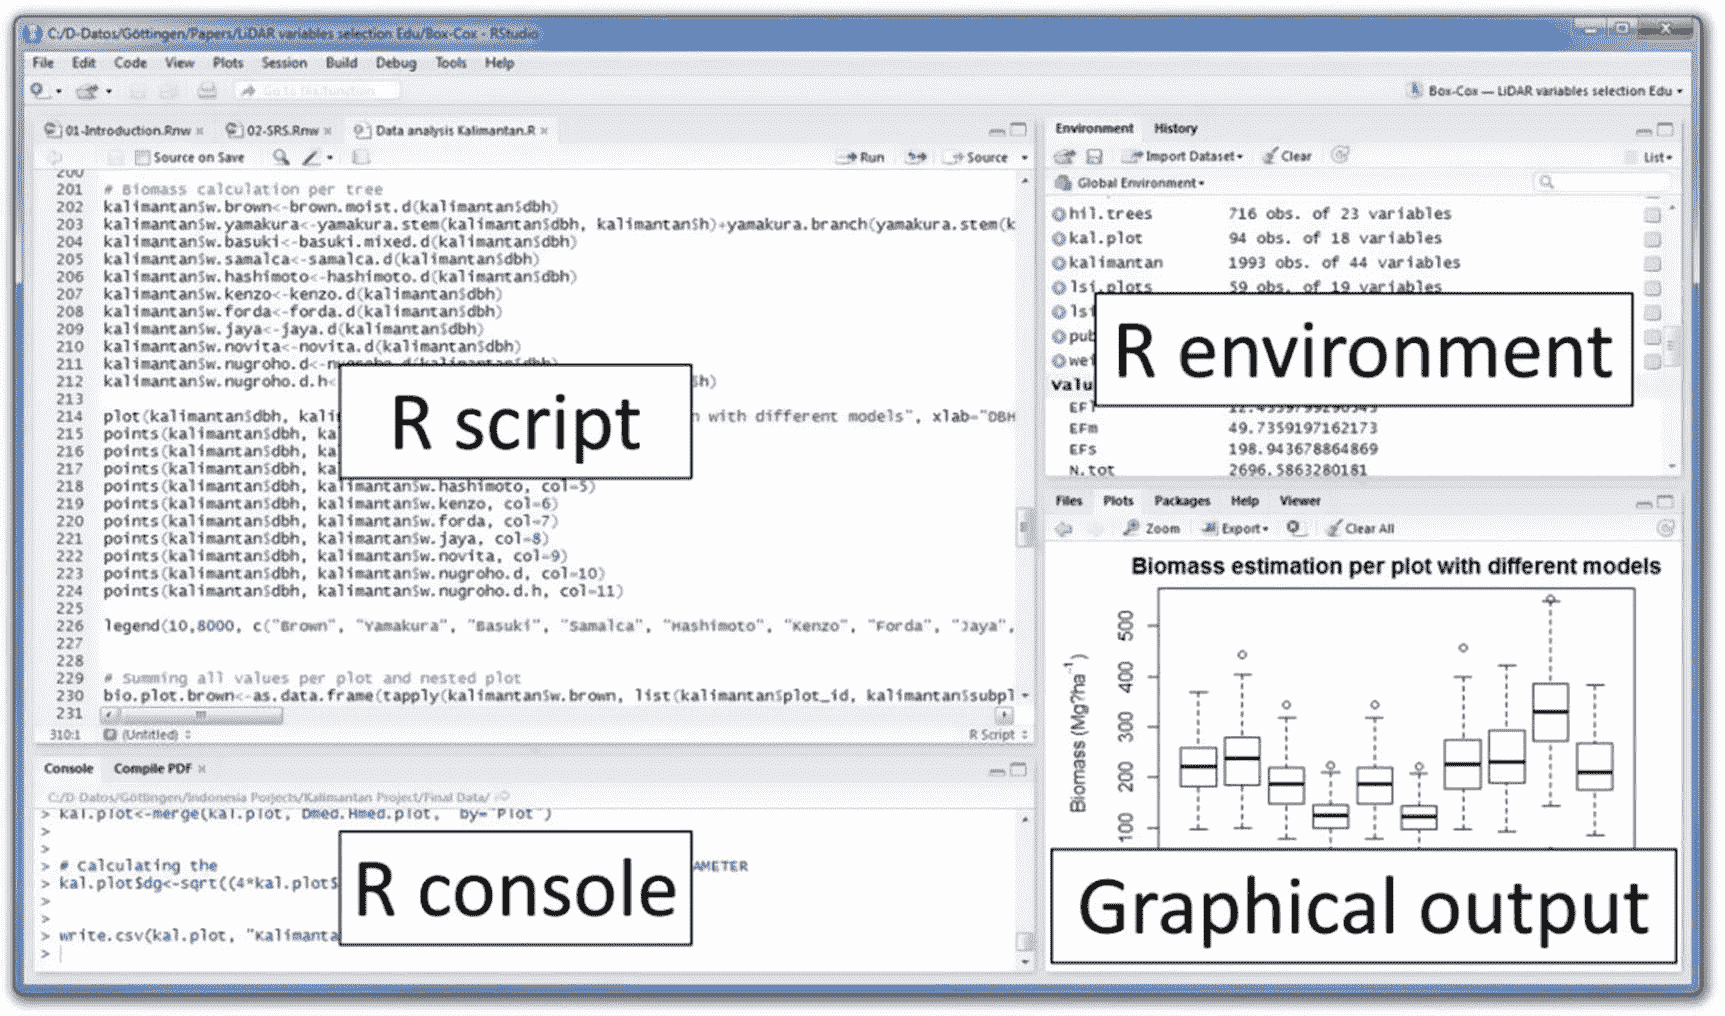 C:/D-Datos/Göttingen/Papers/LiDAR variables selection Edu/Box-Cox - RStudio
File Edit Code View Plots Session Build Debug Tools Help
Go to file/function
Box-Cox — LiDAR variables selection Edu
01-Introduction.Rnw 02-SRS.Rnw Data analysis Kalimantan.R
Source on Save Run Source
200
201 # Biomass calculation per tree
202 kalimantan$w.brown<-brown.moist.d(kalimantan$dbh)
203 kalimantan$w.yamakura<-yamakura.stem(kalimantan$dbh, kalimantan$h)+yamakura.branch(yamakura.stem(k
204 kalimantan$w.basuki<-basuki.mixed.d(kalimantan$dbh)
205 kalimantan$w.samalca<-samalca.d(kalimantan$dbh)
206 kalimantan$w.hashimoto<-hashimoto.d(kalimantan$dbh)
207 kalimantan$w.kenzo<-kenzo.d(kalimantan$dbh)
208 kalimantan$w.forda<-forda.d(kalimantan$dbh)
209 kalimantan$w.jaya<-jaya.d(kalimantan$dbh)
210 kalimantan$w.novita<-novita.d(kalimantan$dbh)
211 kalimantan$w.nugroho.d<-nugroho.d(kalimantan$dbh)
212 kalimantan$w.nugroho.d.h< $h)
213
214 plot(kalimantan$dbh, kali n with different models", xlab="DBH
215 points(kalimantan$dbh, ka
216 points(kalimantan$dbh, ka
217 points(kalimantan$dbh, ka
218 points(kalimantan$dbh, kalimantan$w.hashimoto, col=5)
219 points(kalimantan$dbh, kalimantan$w.kenzo, col=6)
220 points(kalimantan$dbh, kalimantan$w.forda, col=7)
221 points(kalimantan$dbh, kalimantan$w.jaya, col=8)
222 points(kalimantan$dbh, kalimantan$w.novita, col=9)
223 points(kalimantan$dbh, kalimantan$w.nugroho.d, col=10)
224 points(kalimantan$dbh, kalimantan$w.nugroho.d.h, col=11)
225
226 legend(10,8000, c("Brown", "Yamakura", "Basuki", "Samalca", "Hashimoto", "Kenzo", "Forda", "Jaya",
227
228
229 # Summing all values per plot and nested plot
230 bio.plot.brown<-as.data.frame(tapply(kalimantan$w.brown, list(kalimantan$plot_id, kalimantan$subpl
231
310:1 (Untitled) R Script
R script
Console Compile PDF
C:/D-Datos/Göttingen/Indonesia Porjects/Kalimantan Project/Final Data/
> kal.plot<-merge(kal.plot, Dmed.Hmed.plot, by="Plot")
>
>
> # Calculating the AMETER
> kal.plot$dg<-sqrt((4*kal.plot$
>
>
> write.csv(kal.plot, "Kalimanta
>
R console
Environment History
Import Dataset Clear List
Global Environment
hil.trees 716 obs. of 23 variables
kal.plot 94 obs. of 18 variables
kalimantan 1993 obs. of 44 variables
lsi.plots 59 obs. of 19 variables
lsi
pub
wei
Valu
EFl
EFm 49.7359197162173
EFs 198.943678864869
N.tot 2696.5863280181
R environment
Files Plots Packages Help Viewer
Zoom Export Clear All
Biomass estimation per plot with different models
Biomass (Mg?ha⁻¹)
500
400
300
200
100
Graphical output